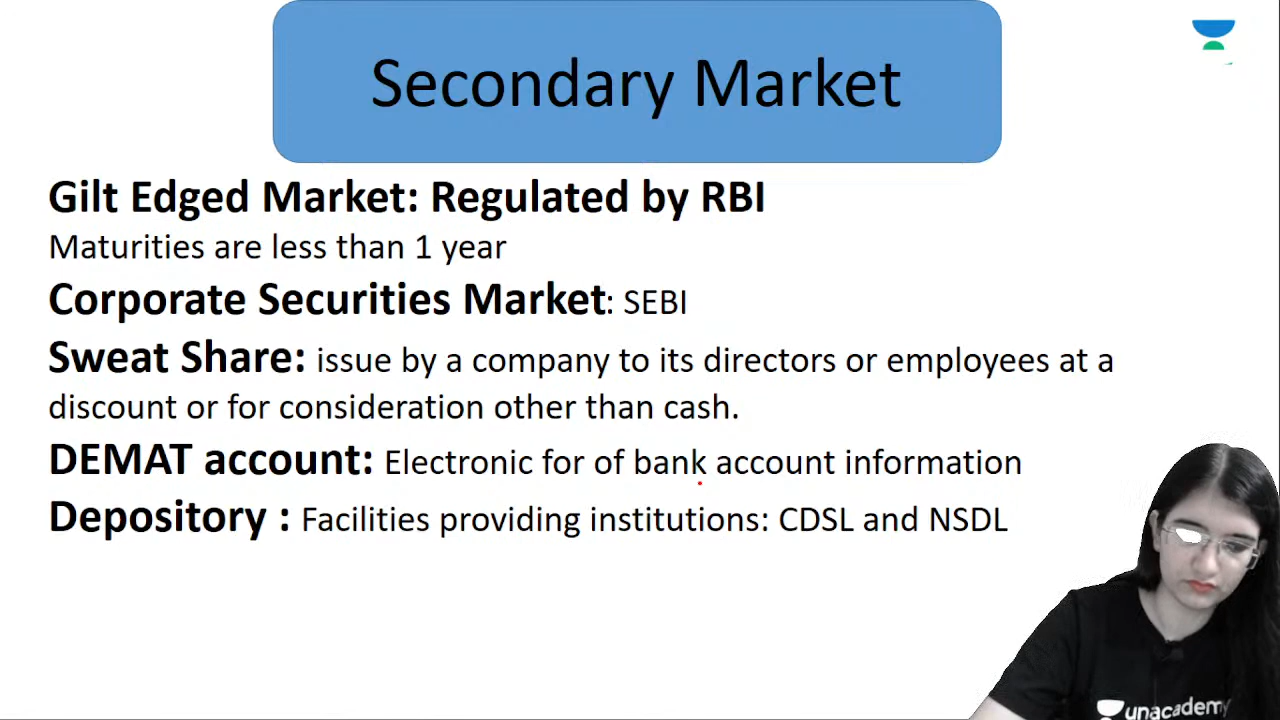 Secondary Market
Gilt Edged Market: Regulated by RBI
Maturities are less than 1 year
Corporate Securities Market: SEBI
Sweat Share: issue by a company to its directors or employees at a
discount or for consideration other than cash.
DEMAT account: Electronic for of bank account information
Depository : Facilities providing institutions: CDSL and NSDL
unacademy